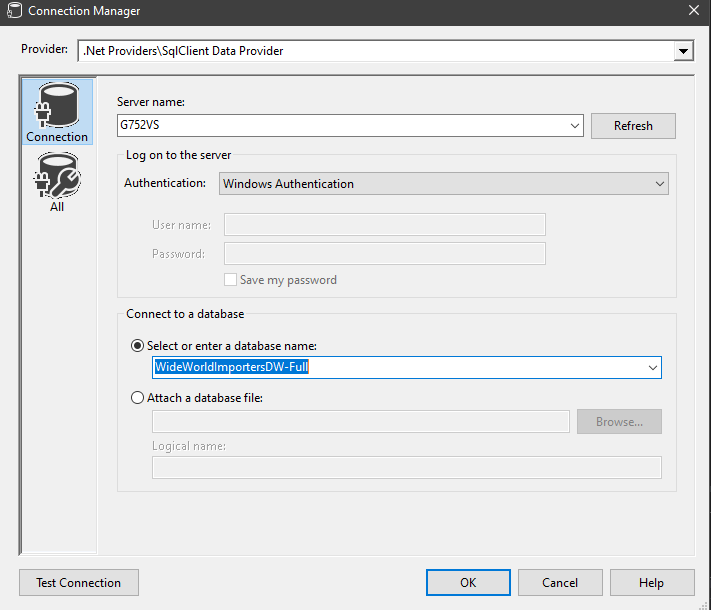 Connection Manager
Provider: .Net Providers\SqlClient Data Provider
Connection
All
Server name:
G752VS
Refresh
Log on to the server
Authentication: Windows Authentication
User name:
Password:
Save my password
Connect to a database
Select or enter a database name:
WideWorldImportersDW-Full
Attach a database file:
Browse...
Logical name:
Test Connection OK Cancel Help